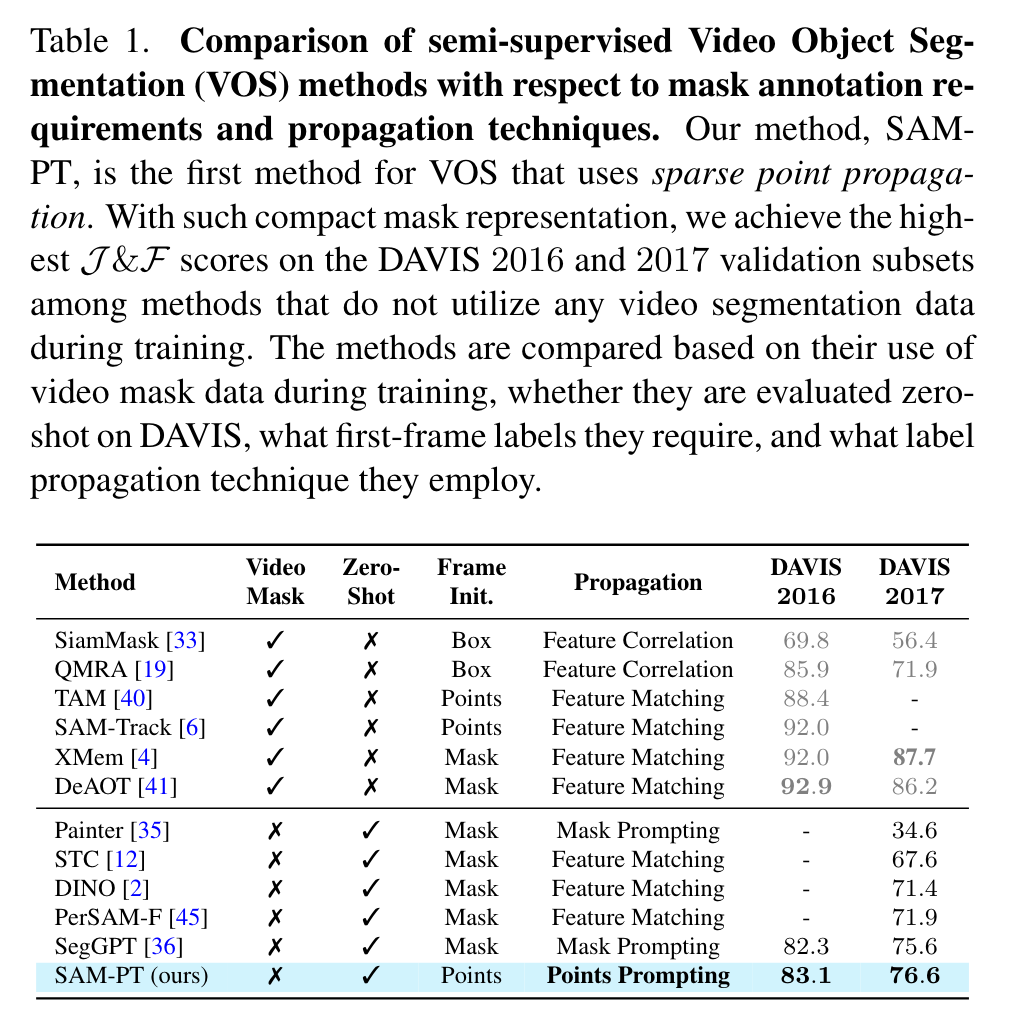 Table 1. Comparison of semi-supervised Video Object Seg-
mentation (VOS) methods with respect to mask annotation re-
quirements and propagation techniques. Our method, SAM-
PT, is the first method for VOS that uses sparse point propaga-
tion. With such compact mask representation, we achieve the high-
est 𝒥&ℱ scores on the DAVIS 2016 and 2017 validation subsets
among methods that do not utilize any video segmentation data
during training. The methods are compared based on their use of
video mask data during training, whether they are evaluated zero-
shot on DAVIS, what first-frame labels they require, and what label
propagation technique they employ.
Method Video Mask Zero-Shot Frame Init. Propagation DAVIS 2016 DAVIS 2017
SiamMask [33] ✓ ✗ Box Feature Correlation 69.8 56.4
QMRA [19] ✓ ✗ Box Feature Correlation 85.9 71.9
TAM [40] ✓ ✗ Points Feature Matching 88.4 -
SAM-Track [6] ✓ ✗ Points Feature Matching 92.0 -
XMem [4] ✓ ✗ Mask Feature Matching 92.0 87.7
DeAOT [41] ✓ ✗ Mask Feature Matching 92.9 86.2
Painter [35] ✗ ✓ Mask Mask Prompting - 34.6
STC [12] ✗ ✓ Mask Feature Matching - 67.6
DINO [2] ✗ ✓ Mask Feature Matching - 71.4
PerSAM-F [45] ✗ ✓ Mask Feature Matching - 71.9
SegGPT [36] ✗ ✓ Mask Mask Prompting 82.3 75.6
SAM-PT (ours) ✗ ✓ Points Points Prompting 83.1 76.6